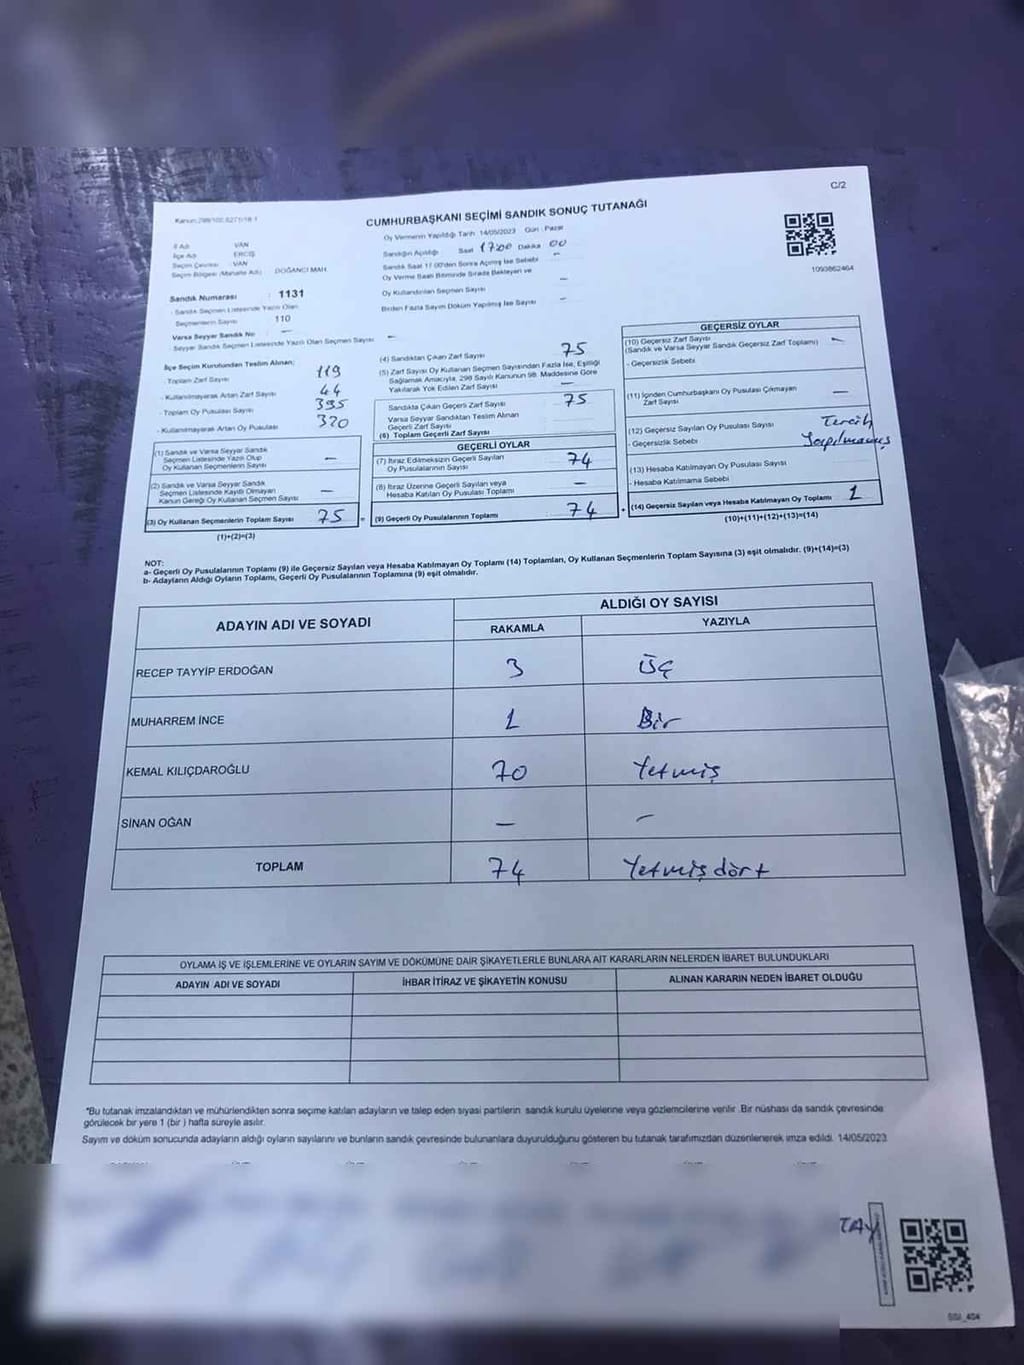 C/2
Kanun:298/102,6271/18-1
CUMHURBAŞKANI SEÇİMİ SANDIK SONUÇ TUTANAĞI
İl Adı VAN
İlçe Adı ERCİŞ
Seçim Çevresi VAN
Seçim Bölgesi (Mahalle Adı) DOĞANCI MAH.
Sandık Numarası : 1131
- Sandık Seçmen Listesinde Yazılı Olan
Seçmenlerin Sayısı 110
Varsa Seyyar Sandık No : —
Seyyar Sandık Seçmen Listesinde Yazılı Olan Seçmen Sayısı —
Oy Vermenin Yapıldığı Tarih 14/05/2023 Gün : Pazar
Sandığın Açıldığı Saat 1700 Dakika 00
Sandık Saat 17.00'den Sonra Açılmış İse Sebebi —
Oy Verme Saati Bitiminde Sırada Bekleyen ve
Oy Kullandırılan Seçmen Sayısı —
Birden Fazla Sayım Döküm Yapılmış İse Sayısı —
1093862464
İlçe Seçim Kurulundan Teslim Alınan;
- Toplam Zarf Sayısı 119
- Kullanılmayarak Artan Zarf Sayısı 44
- Toplam Oy Pusulası Sayısı 395
- Kullanılmayarak Artan Oy Pusulası 320
(1) Sandık ve Varsa Seyyar Sandık
Seçmen Listesinde Yazılı Olup
Oy Kullanan Seçmenlerin Sayısı —
(2) Sandık ve Varsa Seyyar Sandık
Seçmen Listesinde Kaydı Olmayan
Kanun Gereği Oy Kullanan Seçmen Sayısı —
(3) Oy Kullanan Seçmenlerin Toplam Sayısı 75
(1)+(2)=(3)
(4) Sandıktan Çıkan Zarf Sayısı 75
(5) Zarf Sayısı Oy Kullanan Seçmen Sayısından Fazla İse, Eşitliği
Sağlamak Amacıyla, 298 Sayılı Kanunun 98. Maddesine Göre
Yakılarak Yok Edilen Zarf Sayısı —
Sandıkta Çıkan Geçerli Zarf Sayısı 75
Varsa Seyyar Sandıktan Teslim Alınan
Geçerli Zarf Sayısı
(6) Toplam Geçerli Zarf Sayısı
GEÇERLİ OYLAR
(7) İtiraz Edilmeksizin Geçerli Sayılan
Oy Pusulalarının Sayısı 74
(8) İtiraz Üzerine Geçerli Sayılan veya
Hesaba Katılan Oy Pusulası Toplamı —
= (9) Geçerli Oy Pusulalarının Toplamı 74
GEÇERSİZ OYLAR
(10) Geçersiz Zarf Sayısı
(Sandık ve Varsa Seyyar Sandık Geçersiz Zarf Toplamı) —
- Geçersizlik Sebebi
(11) İçinden Cumhurbaşkanı Oy Pusulası Çıkmayan
Zarf Sayısı —
(12) Geçersiz Sayılan Oy Pusulası Sayısı Tercih
- Geçersizlik Sebebi Yapılmamış
(13) Hesaba Katılmayan Oy Pusulası Sayısı
- Hesaba Katılmama Sebebi
+ (14) Geçersiz Sayılan veya Hesaba Katılmayan Oy Toplamı 1
(10)+(11)+(12)+(13)=(14)
NOT:
a- Geçerli Oy Pusulalarının Toplamı (9) ile Geçersiz Sayılan veya Hesaba Katılmayan Oy Toplamı (14) Toplamları, Oy Kullanan Seçmenlerin Toplam Sayısına (3) eşit olmalıdır. (9)+(14)=(3)
b- Adayların Aldığı Oyların Toplamı, Geçerli Oy Pusulalarının Toplamına (9) eşit olmalıdır.
ADAYIN ADI VE SOYADI ALDIĞI OY SAYISI
RAKAMLA YAZIYLA
RECEP TAYYİP ERDOĞAN 3 Üç
MUHARREM İNCE 1 Bir
KEMAL KILIÇDAROĞLU 70 Yetmiş
SİNAN OĞAN — —
TOPLAM 74 Yetmişdört
OYLAMA İŞ VE İŞLEMLERİNE VE OYLARIN SAYIM VE DÖKÜMÜNE DAİR ŞİKAYETLERLE BUNLARA AİT KARARLARIN NELERDEN İBARET BULUNDUKLARI
ADAYIN ADI VE SOYADI İHBAR İTİRAZ VE ŞİKAYETİN KONUSU ALINAN KARARIN NEDEN İBARET OLDUĞU
*Bu tutanak imzalandıktan ve mühürlendikten sonra seçime katılan adayların ve talep eden siyasi partilerin sandık kurulu üyelerine veya gözlemcilerine verilir. Bir nüshası da sandık çevresinde
görülecek bir yere 1 (bir) hafta süreyle asılır.
Sayım ve döküm sonucunda adayların aldığı oyların sayılarını ve bunların sandık çevresinde bulunanlara duyurulduğunu gösteren bu tutanak tarafımızdan düzenlenerek imza edildi. 14/05/2023
TAY